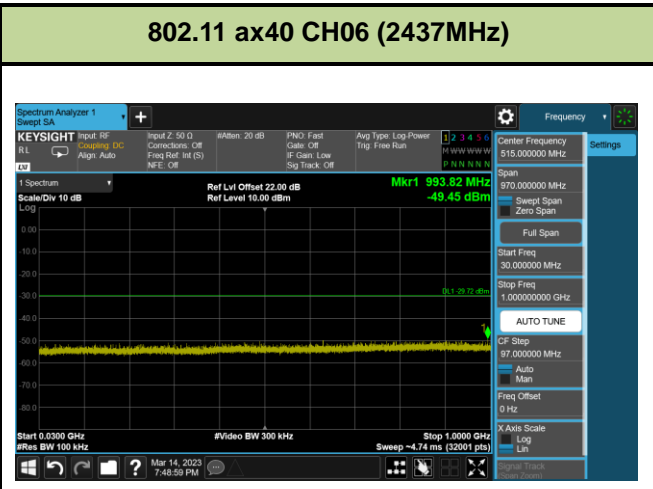 802.11 ax40 CH06 (2437MHz)
Spectrum Analyzer 1
Swept SA
Frequency
KEYSIGHT
RL
LXI
Input: RF
Coupling: DC
Align: Auto
Input Z: 50 Ω
Corrections: Off
Freq Ref: Int (S)
NFE: Off
#Atten: 20 dB
PNO: Fast
Gate: Off
IF Gain: Low
Sig Track: Off
Avg Type: Log-Power
Trig: Free Run
1 2 3 4 5 6
M W W W W W
P N N N N N
Center Frequency
515.000000 MHz
Settings
1 Spectrum
Scale/Div 10 dB
Ref Lvl Offset 22.00 dB
Ref Level 10.00 dBm
Mkr1 993.82 MHz
-49.45 dBm
Span
970.000000 MHz
Swept Span
Zero Span
Full Span
Start Freq
30.000000 MHz
Stop Freq
1.000000000 GHz
AUTO TUNE
CF Step
97.000000 MHz
Auto
Man
Freq Offset
0 Hz
X Axis Scale
Log
Lin
Signal Track
(Span Zoom)
Log
0.00
-10.0
-20.0
-30.0
DL1 -29.72 dBm
-40.0
1
-50.0
-60.0
-70.0
-80.0
Start 0.0300 GHz
#Res BW 100 kHz
#Video BW 300 kHz
Stop 1.0000 GHz
Sweep ~4.74 ms (32001 pts)
Mar 14, 2023
7:48:59 PM